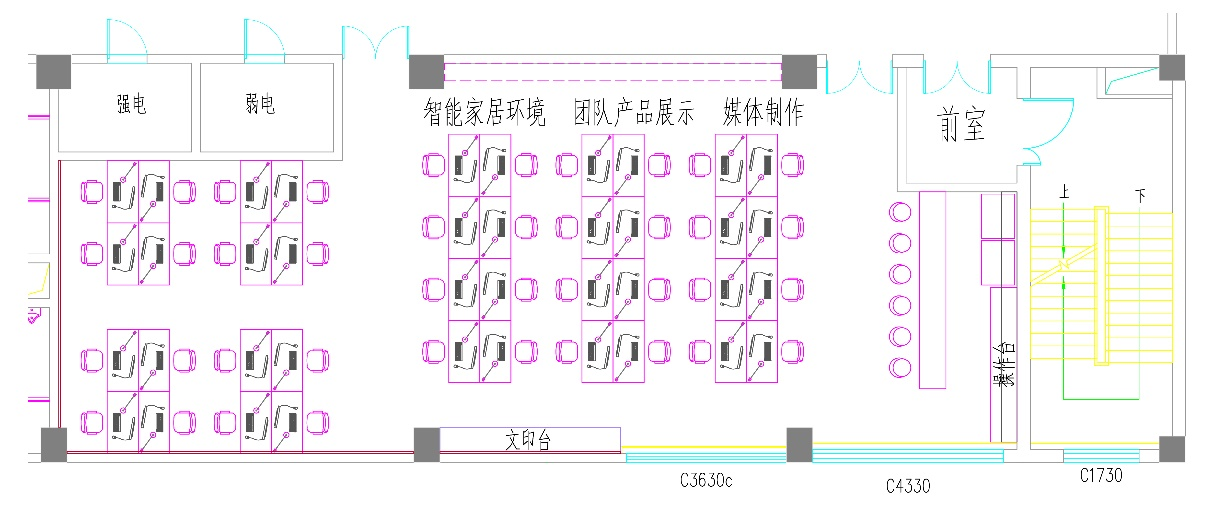 强电
弱电
智能家居环境
团队产品展示
媒体制作
前室
上
下
操作台
文印台
C3630c
C4330
C1730